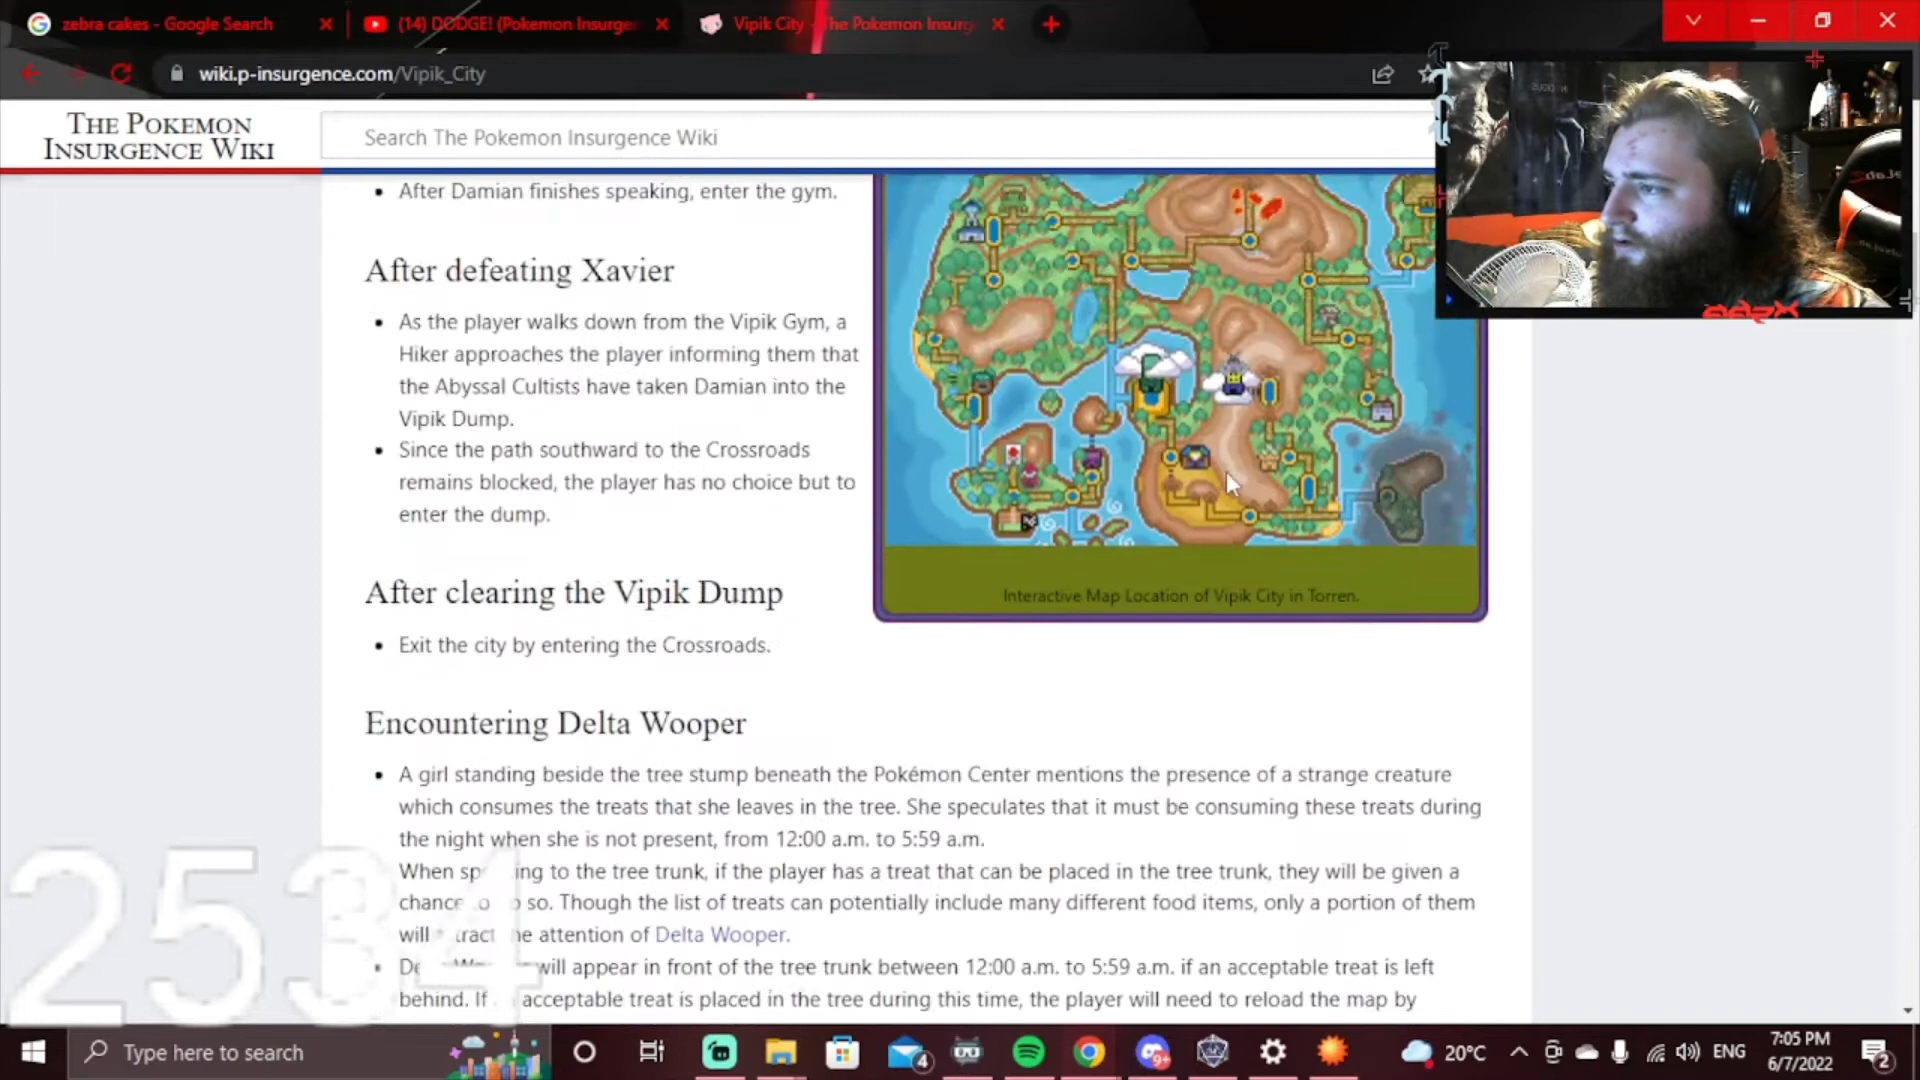 zebra cakes - Google Search
(14) DODGE! (Pokemon Insurge
Vipik City - The Pokemon Insurg
wiki.p-insurgence.com/Vipik_City
THE POKEMON
INSURGENCE WIKI
Search The Pokemon Insurgence Wiki
After Damian finishes speaking, enter the gym.
After defeating Xavier
As the player walks down from the Vipik Gym, a
Hiker approaches the player informing them that
the Abyssal Cultists have taken Damian into the
Vipik Dump.
Since the path southward to the Crossroads
remains blocked, the player has no choice but to
enter the dump.
Interactive Map Location of Vipik City in Torren.
After clearing the Vipik Dump
Exit the city by entering the Crossroads.
Encountering Delta Wooper
A girl standing beside the tree stump beneath the Pokémon Center mentions the presence of a strange creature
which consumes the treats that she leaves in the tree. She speculates that it must be consuming these treats during
the night when she is not present, from 12:00 a.m. to 5:59 a.m.
When sp ing to the tree trunk, if the player has a treat that can be placed in the tree trunk, they will be given a
chance so. Though the list of treats can potentially include many different food items, only a portion of them
will tract he attention of Delta Wooper.
will appear in front of the tree trunk between 12:00 a.m. to 5:59 a.m. if an acceptable treat is left
behind. If acceptable treat is placed in the tree during this time, the player will need to reload the map by
2534
Type here to search
4
9+
20°C
ENG
7:05 PM
6/7/2022
2